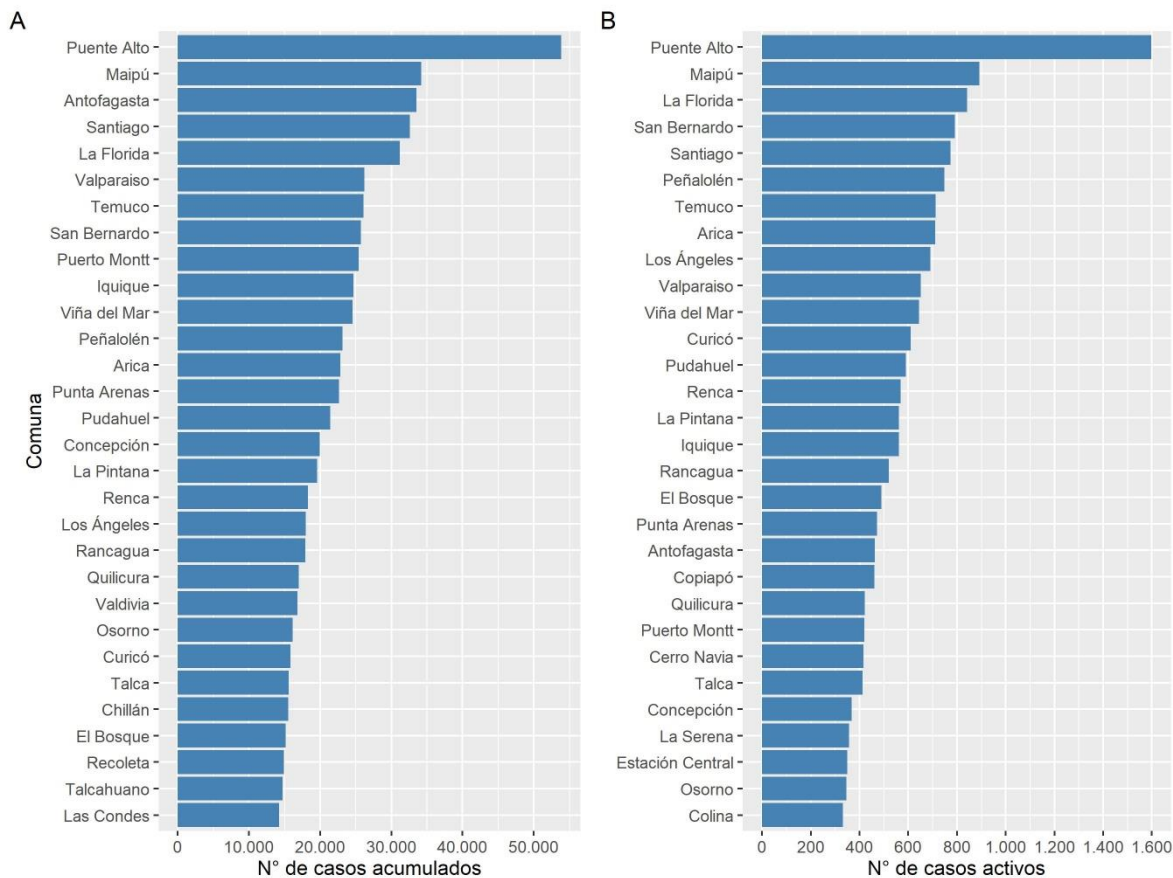 A
Comuna
Puente Alto
Maipú
Antofagasta
Santiago
La Florida
Valparaiso
Temuco
San Bernardo
Puerto Montt
Iquique
Viña del Mar
Peñalolén
Arica
Punta Arenas
Pudahuel
Concepción
La Pintana
Renca
Los Ángeles
Rancagua
Quilicura
Valdivia
Osorno
Curicó
Talca
Chillán
El Bosque
Recoleta
Talcahuano
Las Condes
0 10.000 20.000 30.000 40.000 50.000
N° de casos acumulados
B
Puente Alto
Maipú
La Florida
San Bernardo
Santiago
Peñalolén
Temuco
Arica
Los Ángeles
Valparaiso
Viña del Mar
Curicó
Pudahuel
Renca
La Pintana
Iquique
Rancagua
El Bosque
Punta Arenas
Antofagasta
Copiapó
Quilicura
Puerto Montt
Cerro Navia
Talca
Concepción
La Serena
Estación Central
Osorno
Colina
0 200 400 600 800 1.000 1.200 1.400 1.600
N° de casos activos